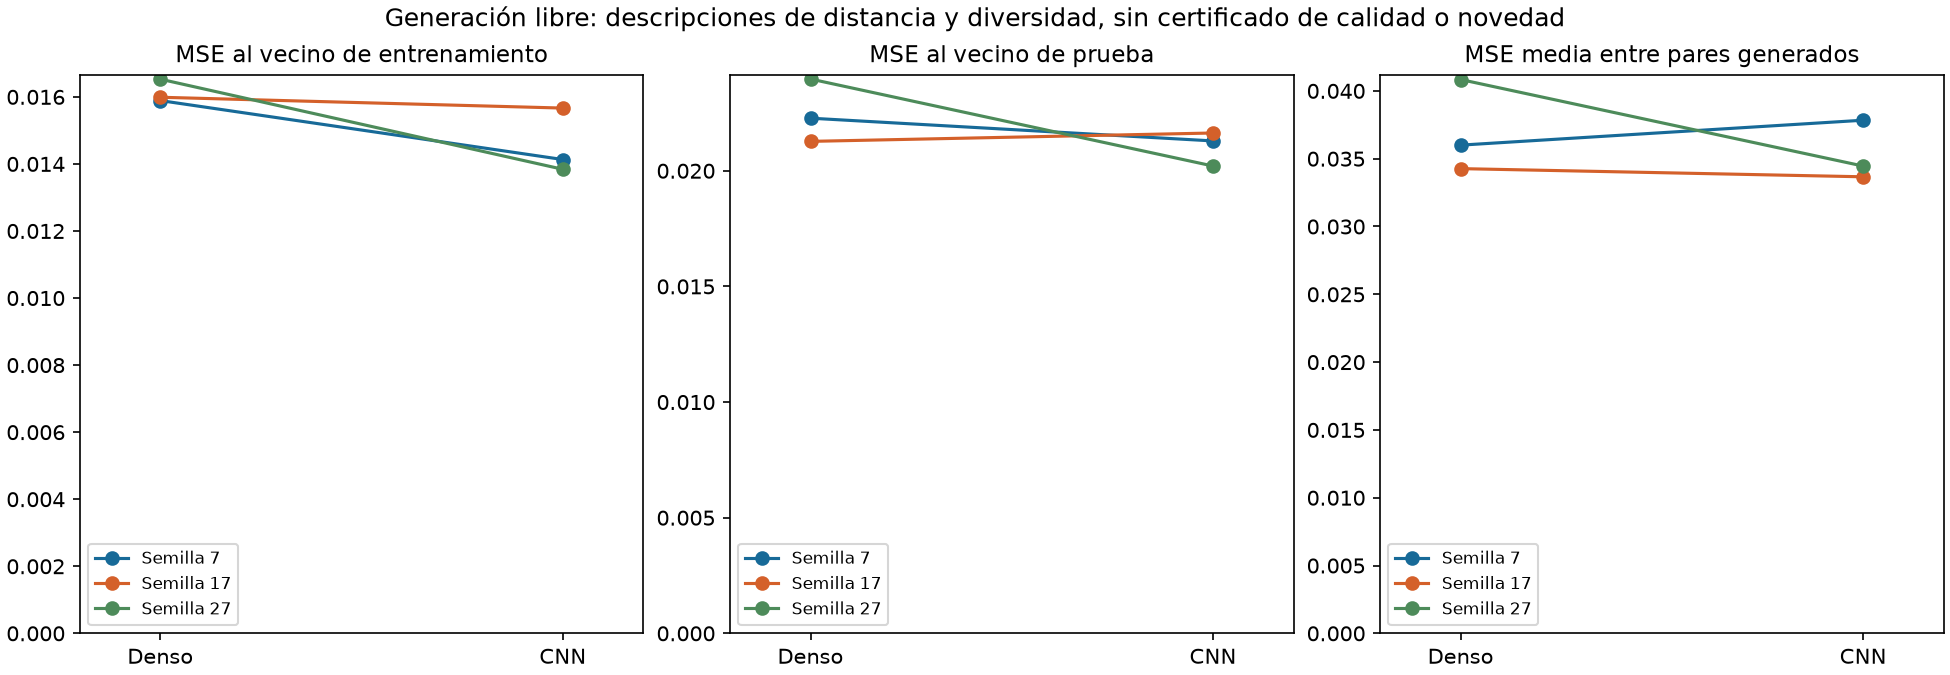 Generación libre: descripciones de distancia y diversidad, sin certificado de calidad o novedad
MSE al vecino de entrenamiento
0.016
0.014
0.012
0.010
0.008
0.006
0.004
0.002
0.000
Semilla 7
Semilla 17
Semilla 27
Denso
CNN
MSE al vecino de prueba
0.020
0.015
0.010
0.005
0.000
Semilla 7
Semilla 17
Semilla 27
Denso
CNN
MSE media entre pares generados
0.040
0.035
0.030
0.025
0.020
0.015
0.010
0.005
0.000
Semilla 7
Semilla 17
Semilla 27
Denso
CNN